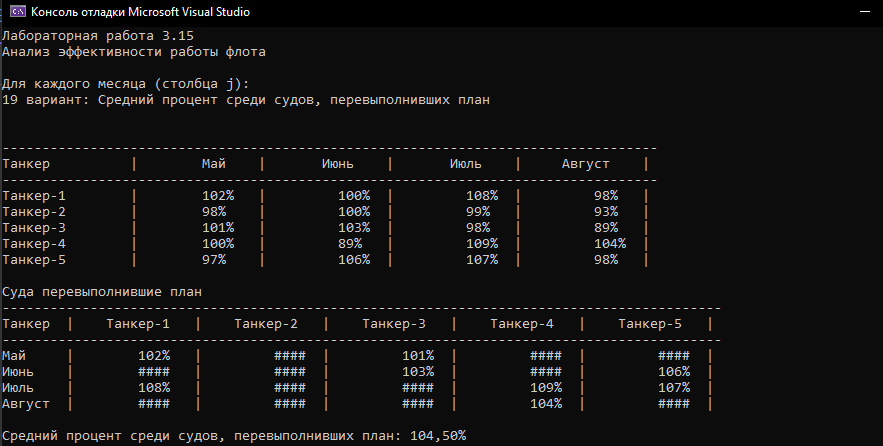 Консоль отладки Microsoft Visual Studio
Лабораторная работа 3.15
Анализ эффективности работы флота
Для каждого месяца (столбца j):
19 вариант: Средний процент среди судов, перевыполнивших план
----------------------------------------------------------------------------------
Танкер | Май | Июнь | Июль | Август |
----------------------------------------------------------------------------------
Танкер-1 | 102% | 100% | 108% | 98% |
Танкер-2 | 98% | 100% | 99% | 93% |
Танкер-3 | 101% | 103% | 98% | 89% |
Танкер-4 | 100% | 89% | 109% | 104% |
Танкер-5 | 97% | 106% | 107% | 98% |
Суда перевыполнившие план
------------------------------------------------------------------------------------------
Танкер | Танкер-1 | Танкер-2 | Танкер-3 | Танкер-4 | Танкер-5 |
------------------------------------------------------------------------------------------
Май | 102% | #### | 101% | #### | #### |
Июнь | #### | #### | 103% | #### | 106% |
Июль | 108% | #### | #### | 109% | 107% |
Август | #### | #### | #### | 104% | #### |
Средний процент среди судов, перевыполнивших план: 104,50%